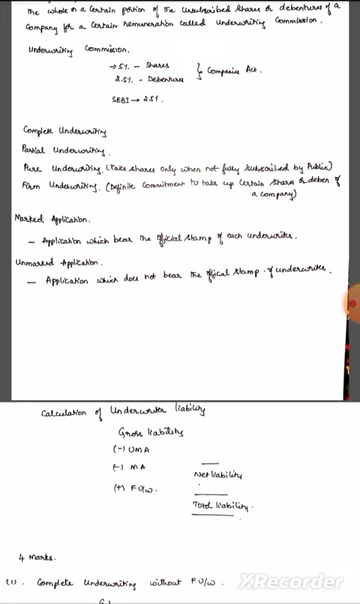 the whole or a certain portion of the unsubscribed shares or debentures of a
Company for a certain remuneration called Underwriting Commission.
Underwriting Commission.
→ 5% - Shares
2.5% - Debentures } Companies Act.
SEBI → 2.5%
Complete Underwriting
Partial Underwriting.
Pure Underwriting. (Take shares only when not fully subscribed by Public)
Firm Underwriting. (Definite Commitment to take up certain shares or deben of
a company)
Marked Application.
- Application which bear the official stamp of each underwriter.
Unmarked Application.
- Application which does not bear the offical stamp of underwriter.
Calculation of Underwriter liability
Gross liability
(-) UMA
(-) MA
Net liability
(+) F U/w.
Total liability.
4 Marks.
(1). Complete Underwriting without F U/w.
XRecorder